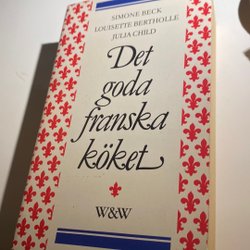 SIMONE BECK
LOUISETTE BERTHOLLE
JULIA CHILD
Det
goda
franska
köket
W&W